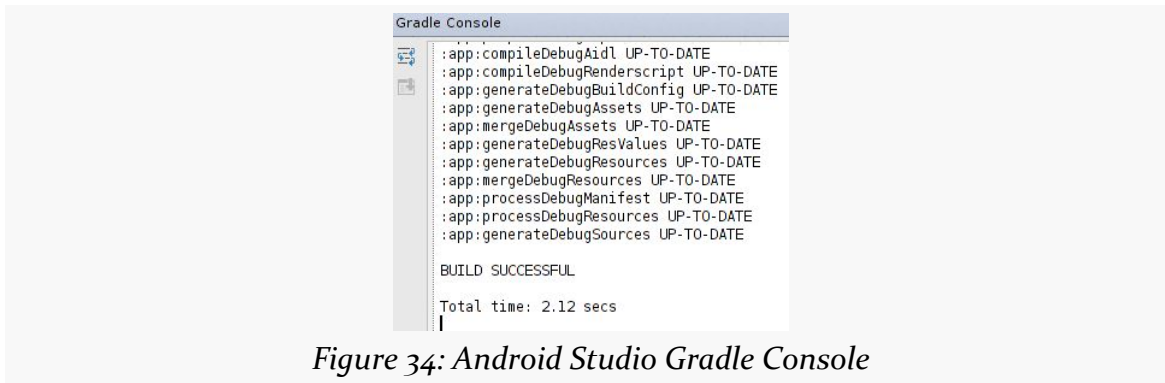 Gradle Console
:app:compileDebugAidl UP-TO-DATE
:app:compileDebugRenderscript UP-TO-DATE
:app:generateDebugBuildConfig UP-TO-DATE
:app:generateDebugAssets UP-TO-DATE
:app:mergeDebugAssets UP-TO-DATE
:app:generateDebugResValues UP-TO-DATE
:app:generateDebugResources UP-TO-DATE
:app:mergeDebugResources UP-TO-DATE
:app:processDebugManifest UP-TO-DATE
:app:processDebugResources UP-TO-DATE
:app:generateDebugSources UP-TO-DATE
BUILD SUCCESSFUL
Total time: 2.12 secs
Figure 34: Android Studio Gradle Console